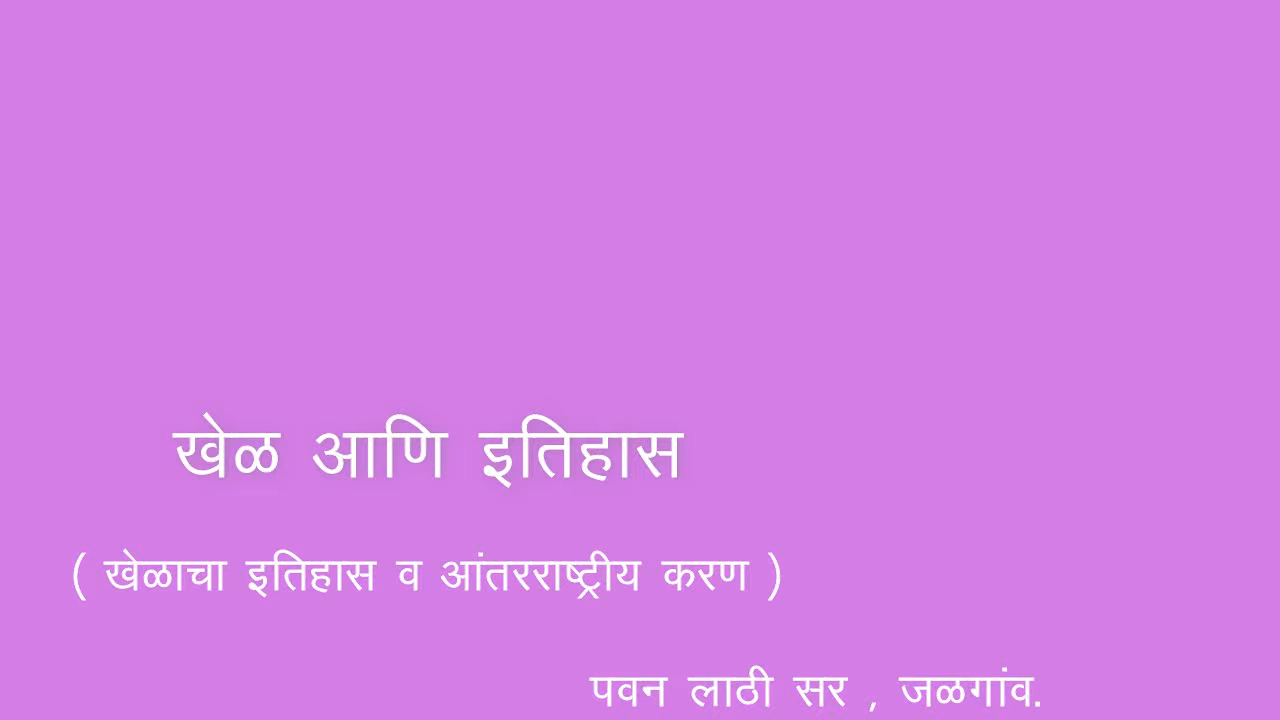 खेळ आणि इतिहास
( खेळाचा इतिहास व आंतरराष्ट्रीय करण )
पवन लाठी सर , जळगांव.